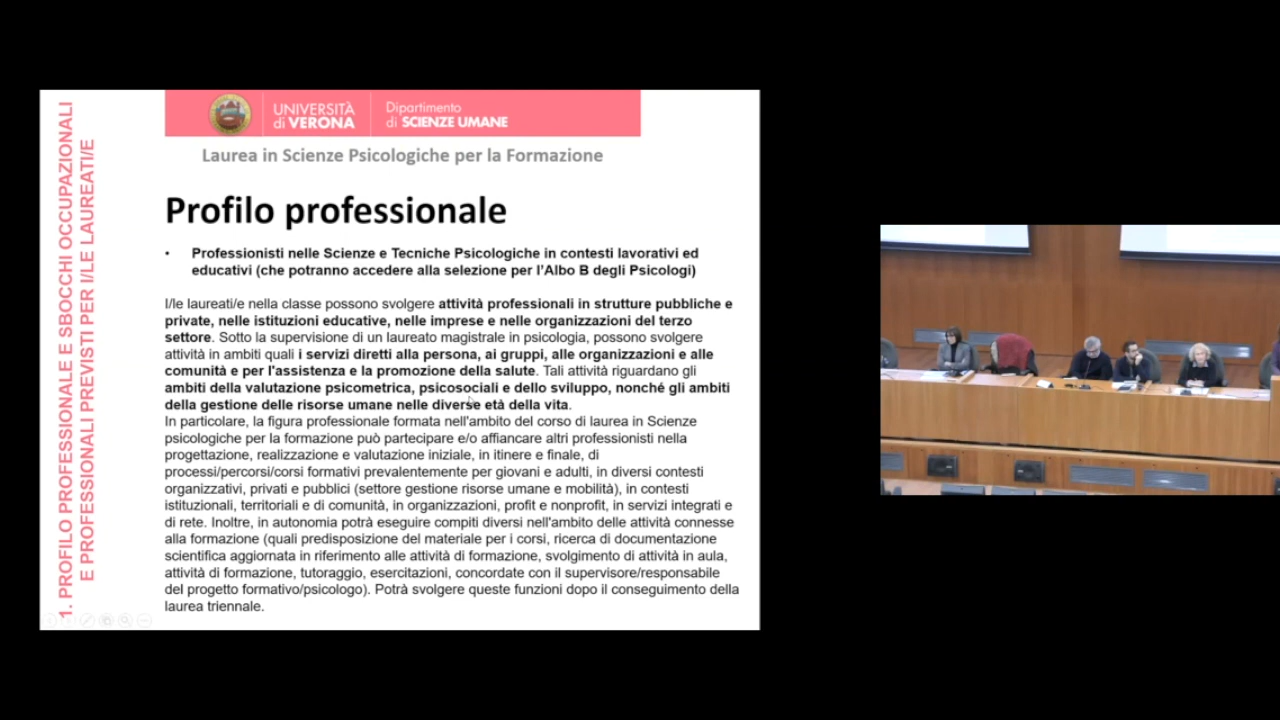 1. PROFILO PROFESSIONALE E SBOCCHI OCCUPAZIONALI
E PROFESSIONALI PREVISTI PER I/LE LAUREATI/E
UNIVERSITÀ
di VERONA
Dipartimento
di SCIENZE UMANE
Laurea in Scienze Psicologiche per la Formazione
Profilo professionale
• Professionisti nelle Scienze e Tecniche Psicologiche in contesti lavorativi ed
educativi (che potranno accedere alla selezione per l'Albo B degli Psicologi)
I/le laureati/e nella classe possono svolgere attività professionali in strutture pubbliche e
private, nelle istituzioni educative, nelle imprese e nelle organizzazioni del terzo
settore. Sotto la supervisione di un laureato magistrale in psicologia, possono svolgere
attività in ambiti quali i servizi diretti alla persona, ai gruppi, alle organizzazioni e alle
comunità e per l'assistenza e la promozione della salute. Tali attività riguardano gli
ambiti della valutazione psicometrica, psicosociali e dello sviluppo, nonché gli ambiti
della gestione delle risorse umane nelle diverse età della vita.
In particolare, la figura professionale formata nell'ambito del corso di laurea in Scienze
psicologiche per la formazione può partecipare e/o affiancare altri professionisti nella
progettazione, realizzazione e valutazione iniziale, in itinere e finale, di
processi/percorsi/corsi formativi prevalentemente per giovani e adulti, in diversi contesti
organizzativi, privati e pubblici (settore gestione risorse umane e mobilità), in contesti
istituzionali, territoriali e di comunità, in organizzazioni, profit e nonprofit, in servizi integrati e
di rete. Inoltre, in autonomia potrà eseguire compiti diversi nell'ambito delle attività connesse
alla formazione (quali predisposizione del materiale per i corsi, ricerca di documentazione
scientifica aggiornata in riferimento alle attività di formazione, svolgimento di attività in aula,
attività di formazione, tutoraggio, esercitazioni, concordate con il supervisore/responsabile
del progetto formativo/psicologo). Potrà svolgere queste funzioni dopo il conseguimento della
laurea triennale.